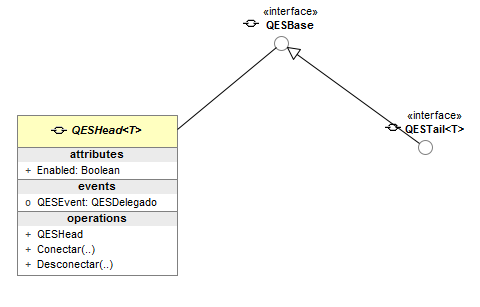 «interface»
QESBase
«interface»
QESTail<T>
QESHead<T>
attributes
+ Enabled: Boolean
events
o QESEvent: QESDelegado
operations
+ QESHead
+ Conectar(..)
+ Desconectar(..)